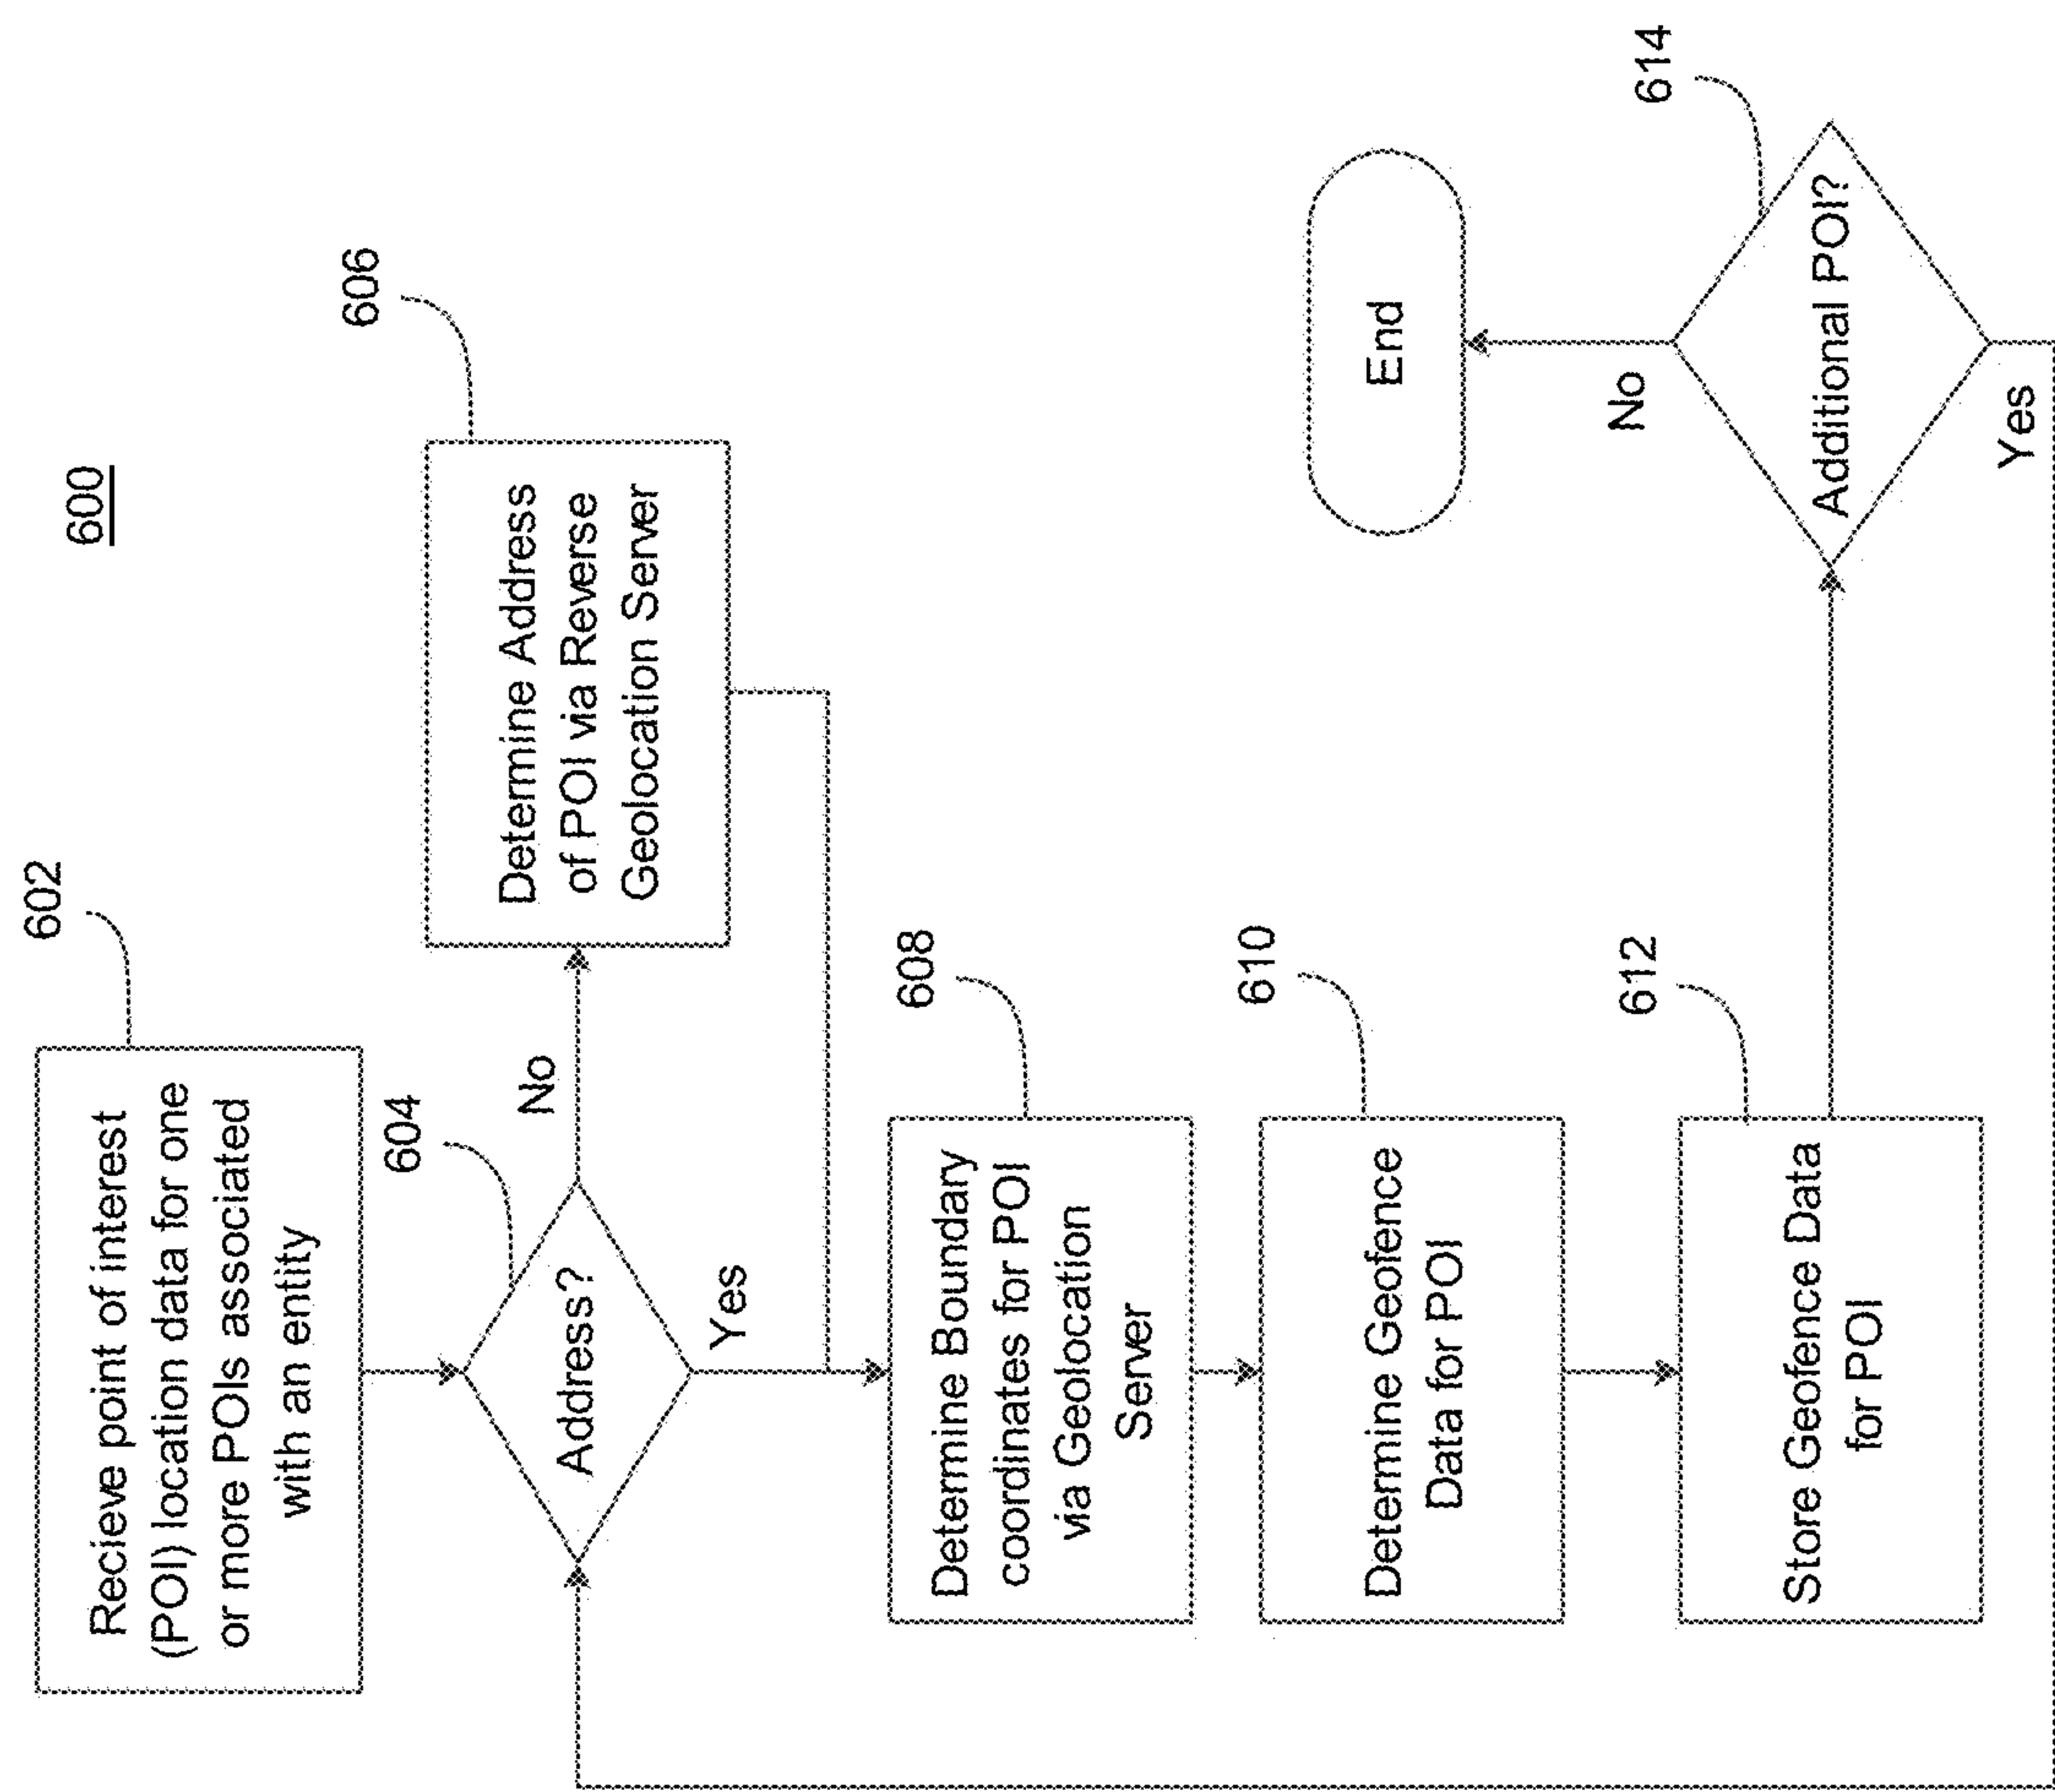 600
602
Recieve point of interest
(POI) location data for one
or more POIs associated
with an entity
604
Address?
No
Yes
606
Determine Address
of POI via Reverse
Geolocation Server
608
Determine Boundary
coordinates for POI
via Geolocation
Server
610
Determine Geofence
Data for POI
612
Store Geofence Data
for POI
614
Additional POI?
No
Yes
End